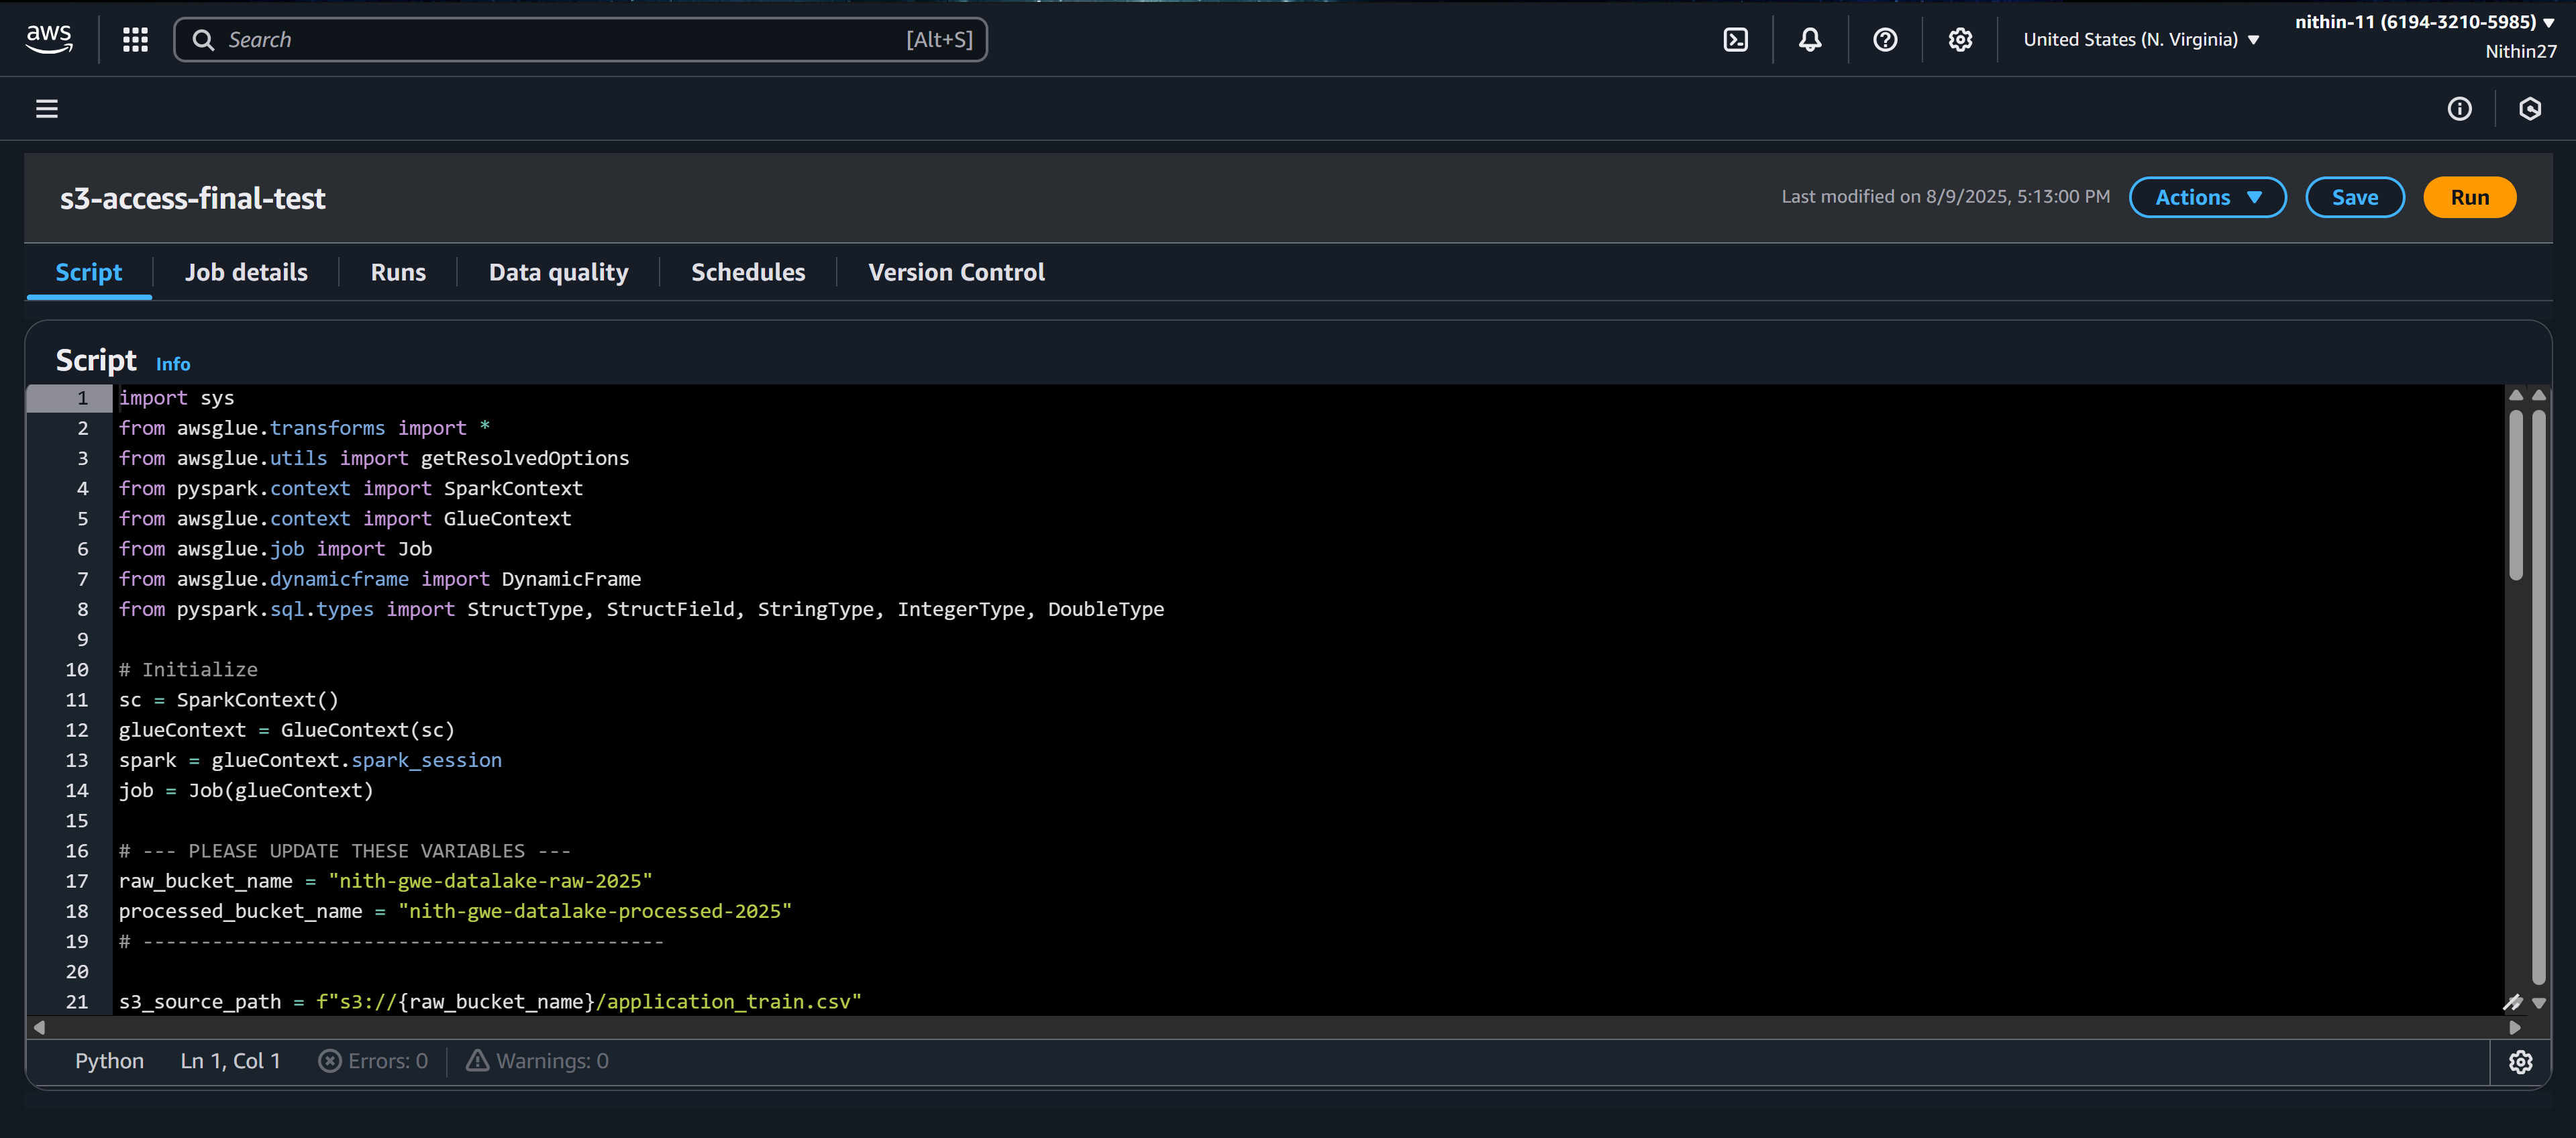 aws
Search [Alt+S]
United States (N. Virginia)
nithin-11 (6194-3210-5985)
Nithin27
s3-access-final-test
Last modified on 8/9/2025, 5:13:00 PM
Actions
Save
Run
Script
Job details
Runs
Data quality
Schedules
Version Control
Script Info
1 import sys
2 from awsglue.transforms import *
3 from awsglue.utils import getResolvedOptions
4 from pyspark.context import SparkContext
5 from awsglue.context import GlueContext
6 from awsglue.job import Job
7 from awsglue.dynamicframe import DynamicFrame
8 from pyspark.sql.types import StructType, StructField, StringType, IntegerType, DoubleType
9
10 # Initialize
11 sc = SparkContext()
12 glueContext = GlueContext(sc)
13 spark = glueContext.spark_session
14 job = Job(glueContext)
15
16 # --- PLEASE UPDATE THESE VARIABLES ---
17 raw_bucket_name = "nith-gwe-datalake-raw-2025"
18 processed_bucket_name = "nith-gwe-datalake-processed-2025"
19 # ---------------------------------------------
20
21 s3_source_path = f"s3://{raw_bucket_name}/application_train.csv"
Python Ln 1, Col 1 Errors: 0 Warnings: 0